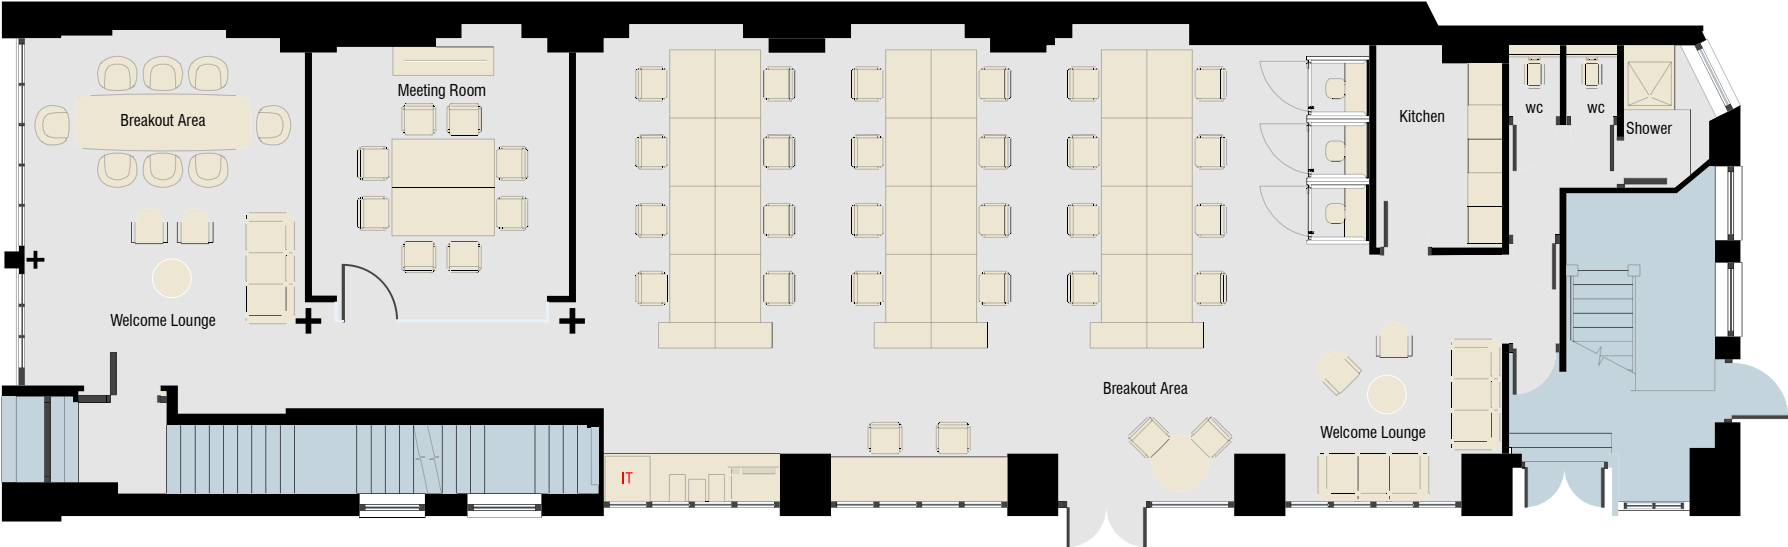 Breakout Area
Welcome Lounge
Meeting Room
IT
Breakout Area
Welcome Lounge
Kitchen
WC
WC
Shower